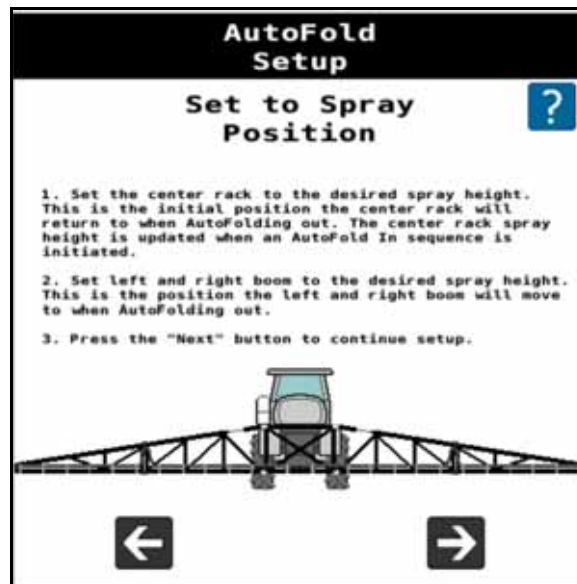 AutoFold
Setup
Set to Spray
Position
?
1. Set the center rack to the desired spray height.
This is the initial position the center rack will
return to when AutoFolding out. The center rack spray
height is updated when an AutoFold In sequence is
initiated.
2. Set left and right boom to the desired spray height.
This is the position the left and right boom will move
to when AutoFolding out.
3. Press the "Next" button to continue setup.